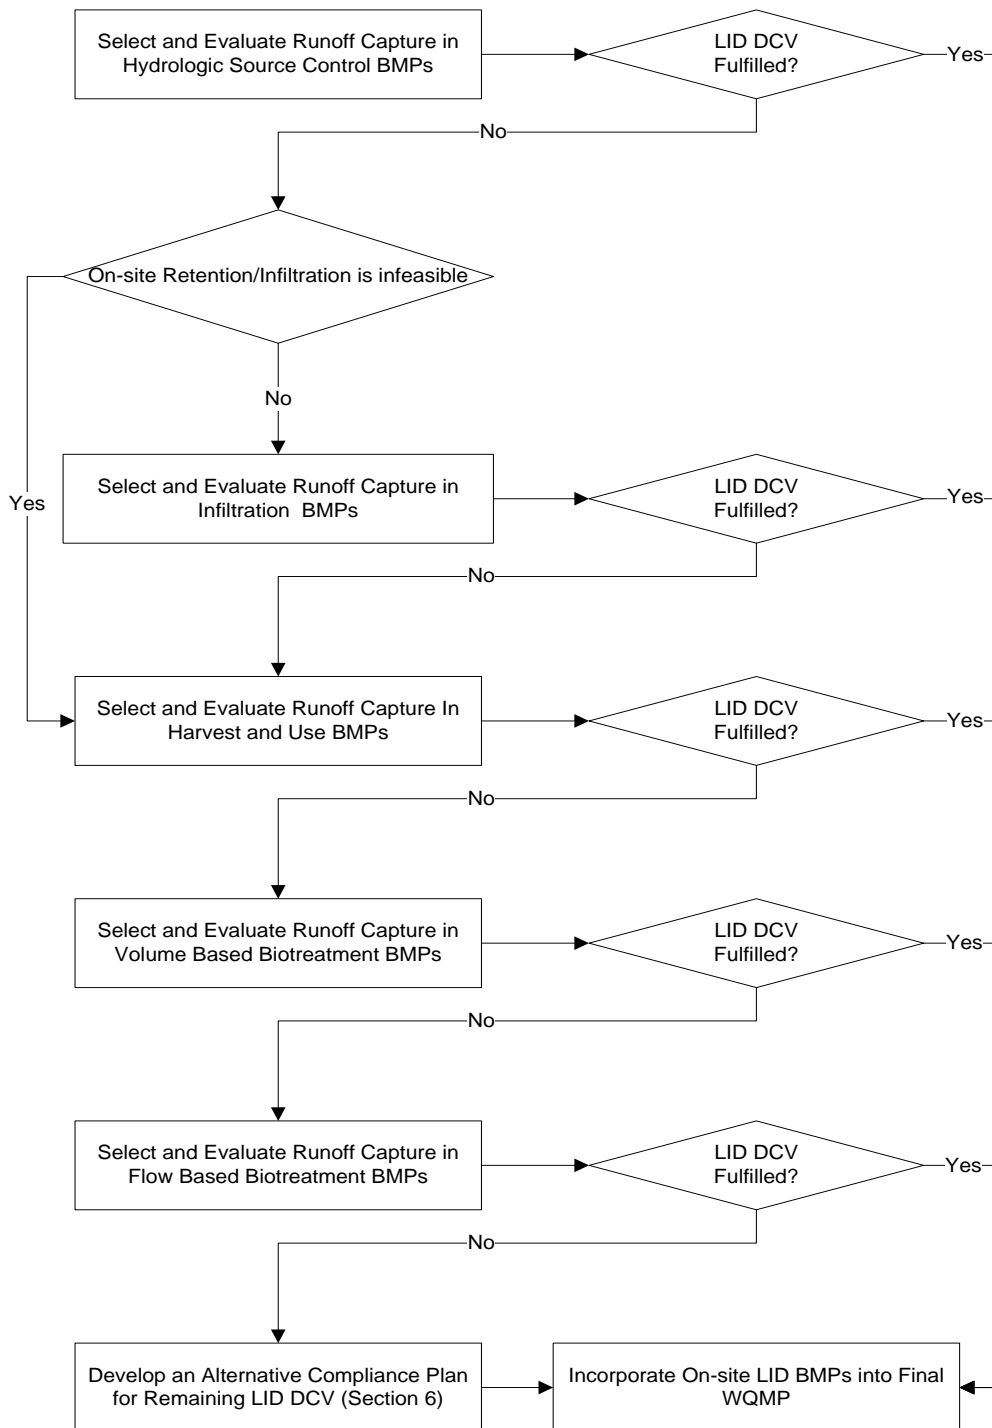 Select and Evaluate Runoff Capture in
Hydrologic Source Control BMPs
LID DCV
Fulfilled?
Yes
No
On-site Retention/Infiltration is infeasible
No
Yes
Select and Evaluate Runoff Capture in
Infiltration BMPs
LID DCV
Fulfilled?
Yes
No
Select and Evaluate Runoff Capture In
Harvest and Use BMPs
LID DCV
Fulfilled?
Yes
No
Select and Evaluate Runoff Capture in
Volume Based Biotreatment BMPs
LID DCV
Fulfilled?
Yes
No
Select and Evaluate Runoff Capture in
Flow Based Biotreatment BMPs
LID DCV
Fulfilled?
Yes
No
Develop an Alternative Compliance Plan
for Remaining LID DCV (Section 6)
Incorporate On-site LID BMPs into Final
WQMP